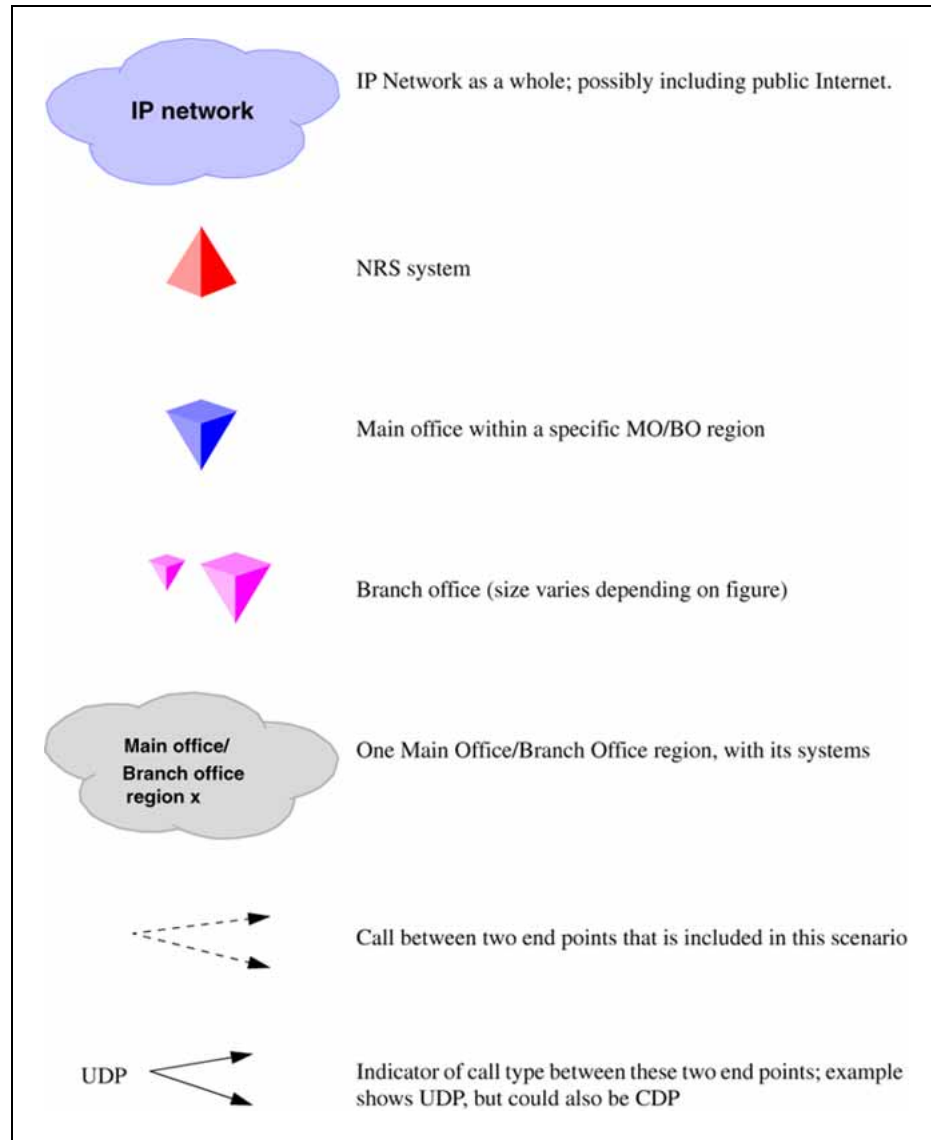 IP network
IP Network as a whole; possibly including public Internet.
NRS system
Main office within a specific MO/BO region
Branch office (size varies depending on figure)
Main office/
Branch office
region x
One Main Office/Branch Office region, with its systems
Call between two end points that is included in this scenario
UDP
Indicator of call type between these two end points; example
shows UDP, but could also be CDP